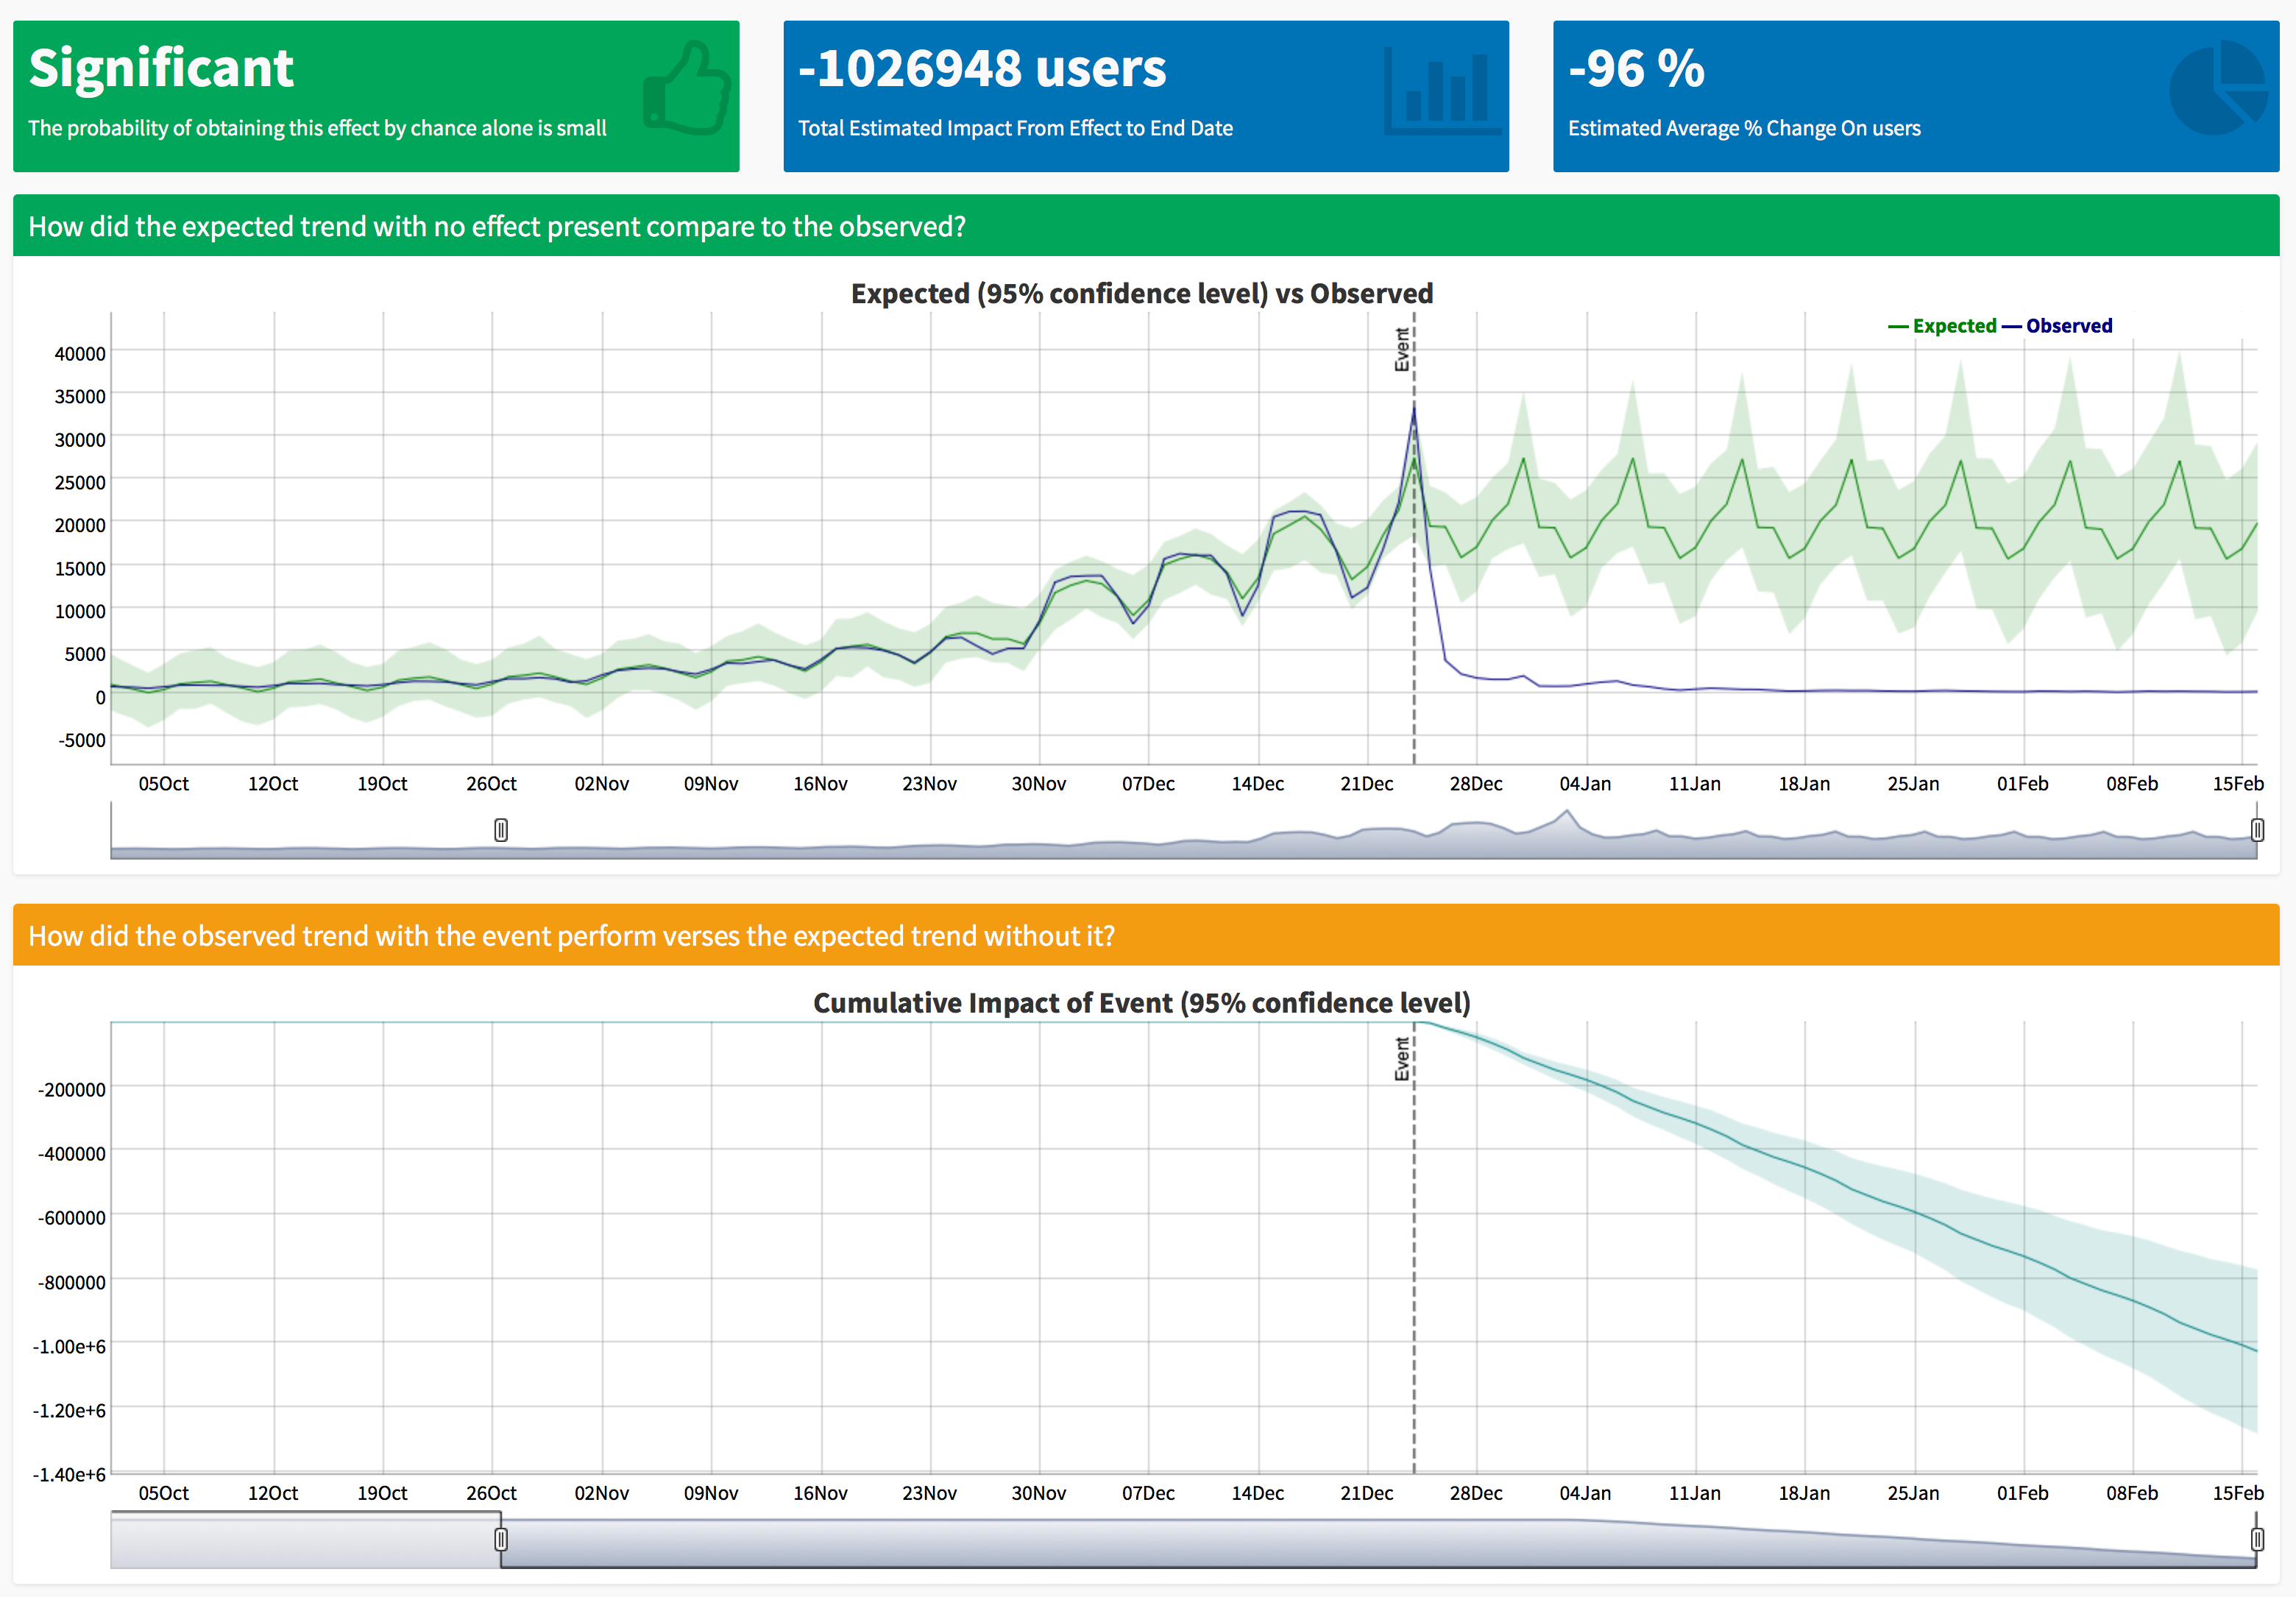 Significant
The probability of obtaining this effect by chance alone is small
-1026948 users
Total Estimated Impact From Effect to End Date
-96 %
Estimated Average % Change On users
How did the expected trend with no effect present compare to the observed?
Expected (95% confidence level) vs Observed
Expected Observed
Event
40000
35000
30000
25000
20000
15000
10000
5000
0
-5000
05Oct 12Oct 19Oct 26Oct 02Nov 09Nov 16Nov 23Nov 30Nov 07Dec 14Dec 21Dec 28Dec 04Jan 11Jan 18Jan 25Jan 01Feb 08Feb 15Feb
How did the observed trend with the event perform verses the expected trend without it?
Cumulative Impact of Event (95% confidence level)
Event
-200000
-400000
-600000
-800000
-1.00e+6
-1.20e+6
-1.40e+6
05Oct 12Oct 19Oct 26Oct 02Nov 09Nov 16Nov 23Nov 30Nov 07Dec 14Dec 21Dec 28Dec 04Jan 11Jan 18Jan 25Jan 01Feb 08Feb 15Feb